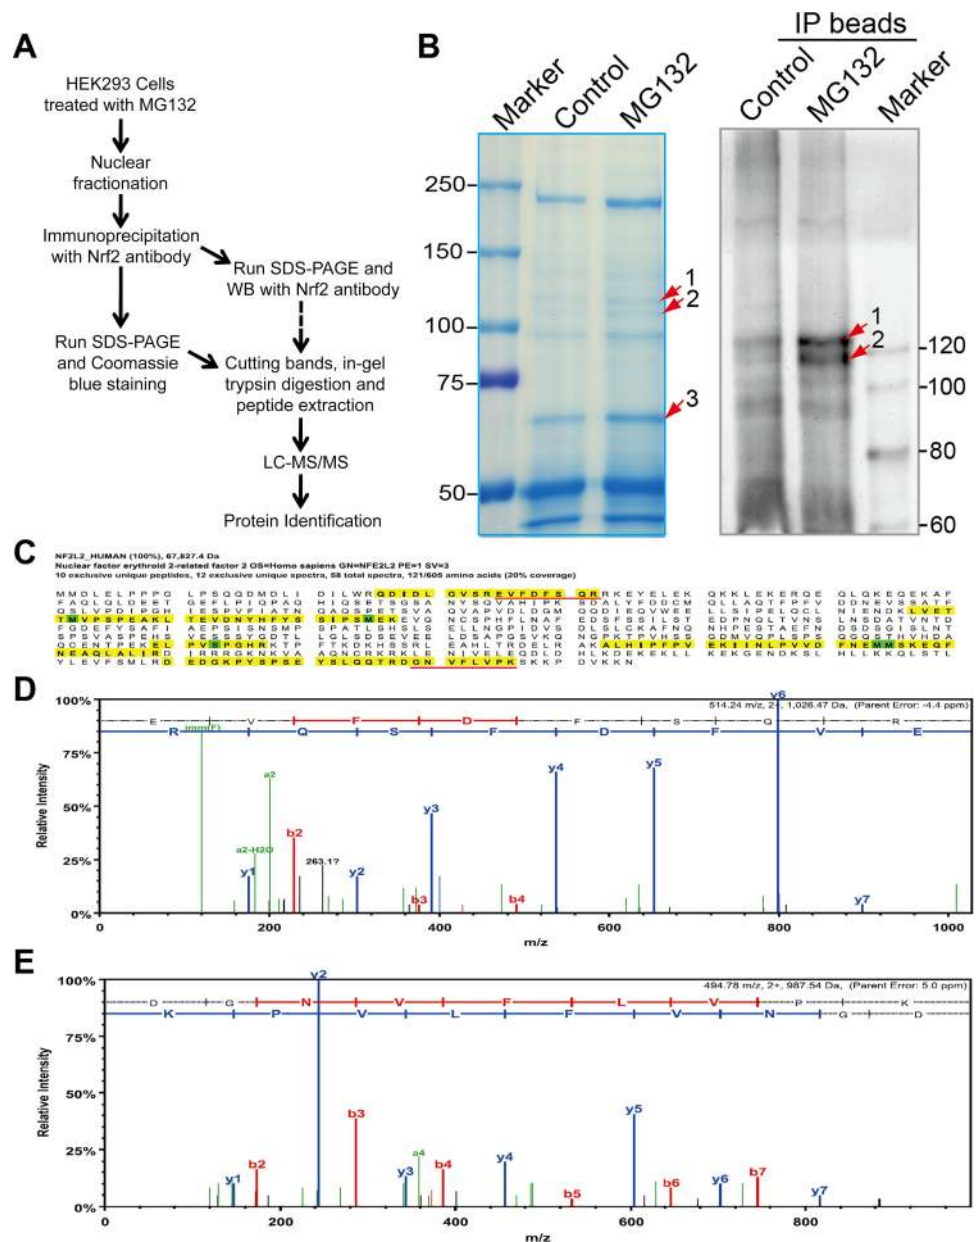 A
HEK293 Cells
treated with MG132
Nuclear
fractionation
Immunoprecipitation
with Nrf2 antibody
Run SDS-PAGE and
WB with Nrf2 antibody
Run SDS-PAGE
and Coomassie
blue staining
Cutting bands, in-gel
trypsin digestion and
peptide extraction
LC-MS/MS
Protein Identification
B
Marker
Control
MG132
250
150
100
75
50
1
2
3
IP beads
Control
MG132
Marker
1
2
120
100
80
60
C
NF2L2_HUMAN (100%), 67,827.4 Da
Nuclear factor erythroid 2-related factor 2 OS=Homo sapiens GN=NFE2L2 PE=1 SV=3
10 exclusive unique peptides, 12 exclusive unique spectra, 58 total spectra, 121/605 amino acids (20% coverage)
D
514.24 m/z, 2+, 1,026.47 Da, (Parent Error: -4.4 ppm)
E V F D F S Q R
R Q S F D F V E
Relative Intensity
100%
75%
50%
25%
0%
imm(F)
a2-H2O
a2
y1
b2
263.1?
y2
b3
y3
b4
y4
y5
y6
y7
0 200 400 600 800 1000
m/z
E
494.78 m/z, 2+, 987.54 Da, (Parent Error: 5.0 ppm)
D G N V F L V P K
K P V L F V N G D
Relative Intensity
100%
75%
50%
25%
0%
y1
b2
y2
b3
y3
a4
b4
y4
b5
y5
b6
y6
b7
y7
0 200 400 600 800
m/z